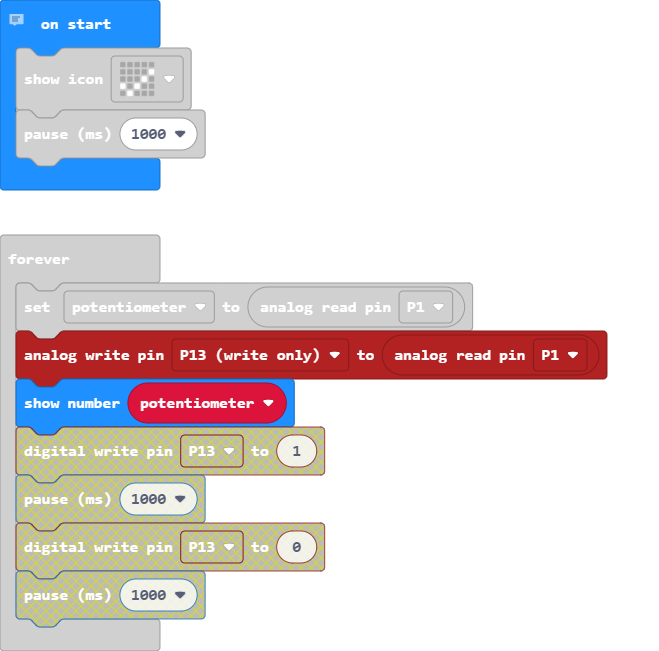 on start
show icon
pause (ms) 1000
forever
set potentiometer to analog read pin P1
analog write pin P13 (write only) to analog read pin P1
show number potentiometer
digital write pin P13 to 1
pause (ms) 1000
digital write pin P13 to 0
pause (ms) 1000